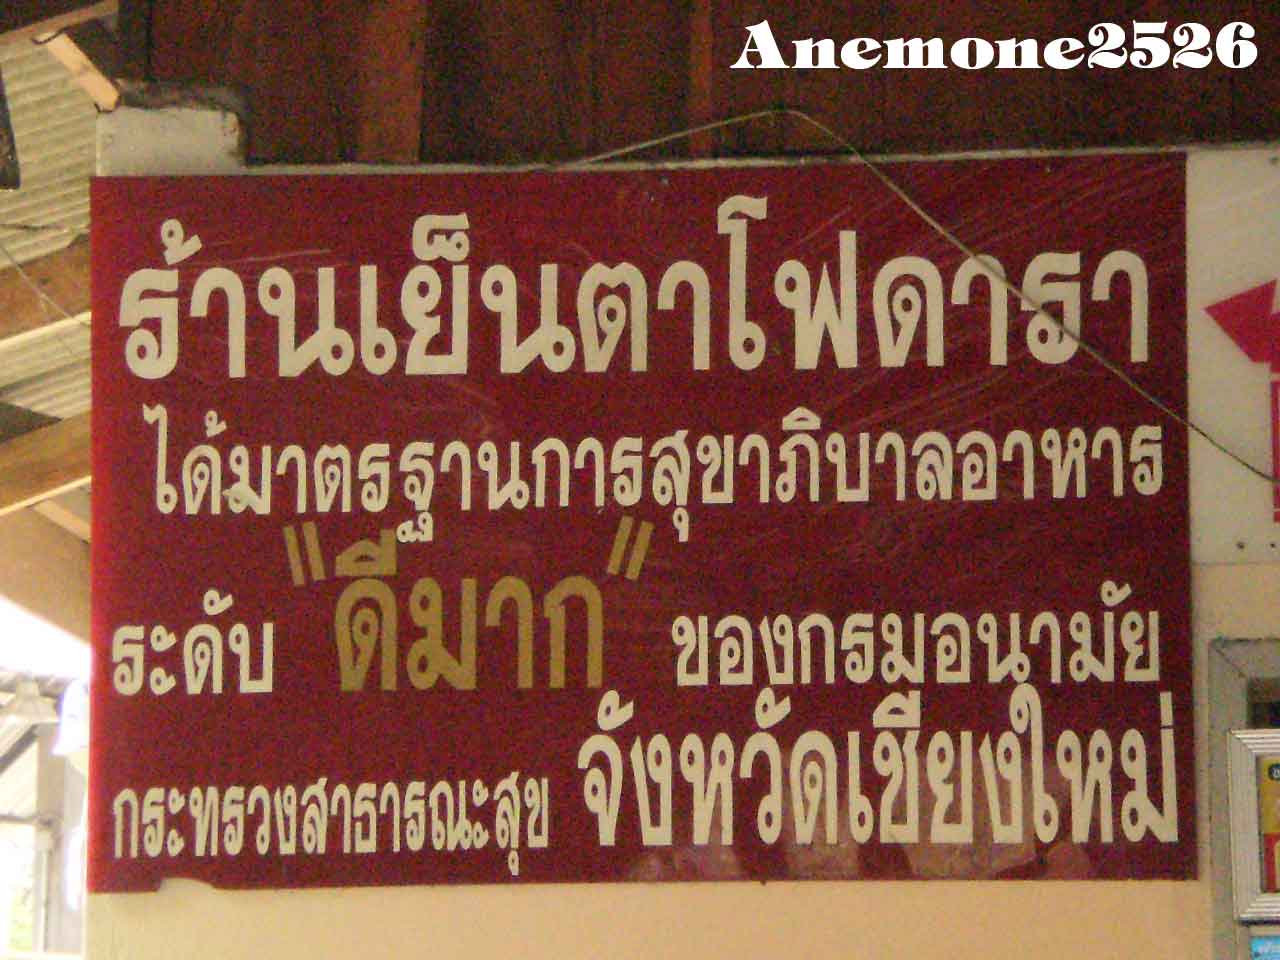 Anemone2526
ร้านเย็นตาโฟดารา
ได้มาตรฐานการสุขาภิบาลอาหาร
ระดับ "ดีมาก" ของกรมอนามัย
กระทรวงสาธารณะสุข จังหวัดเชียงใหม่